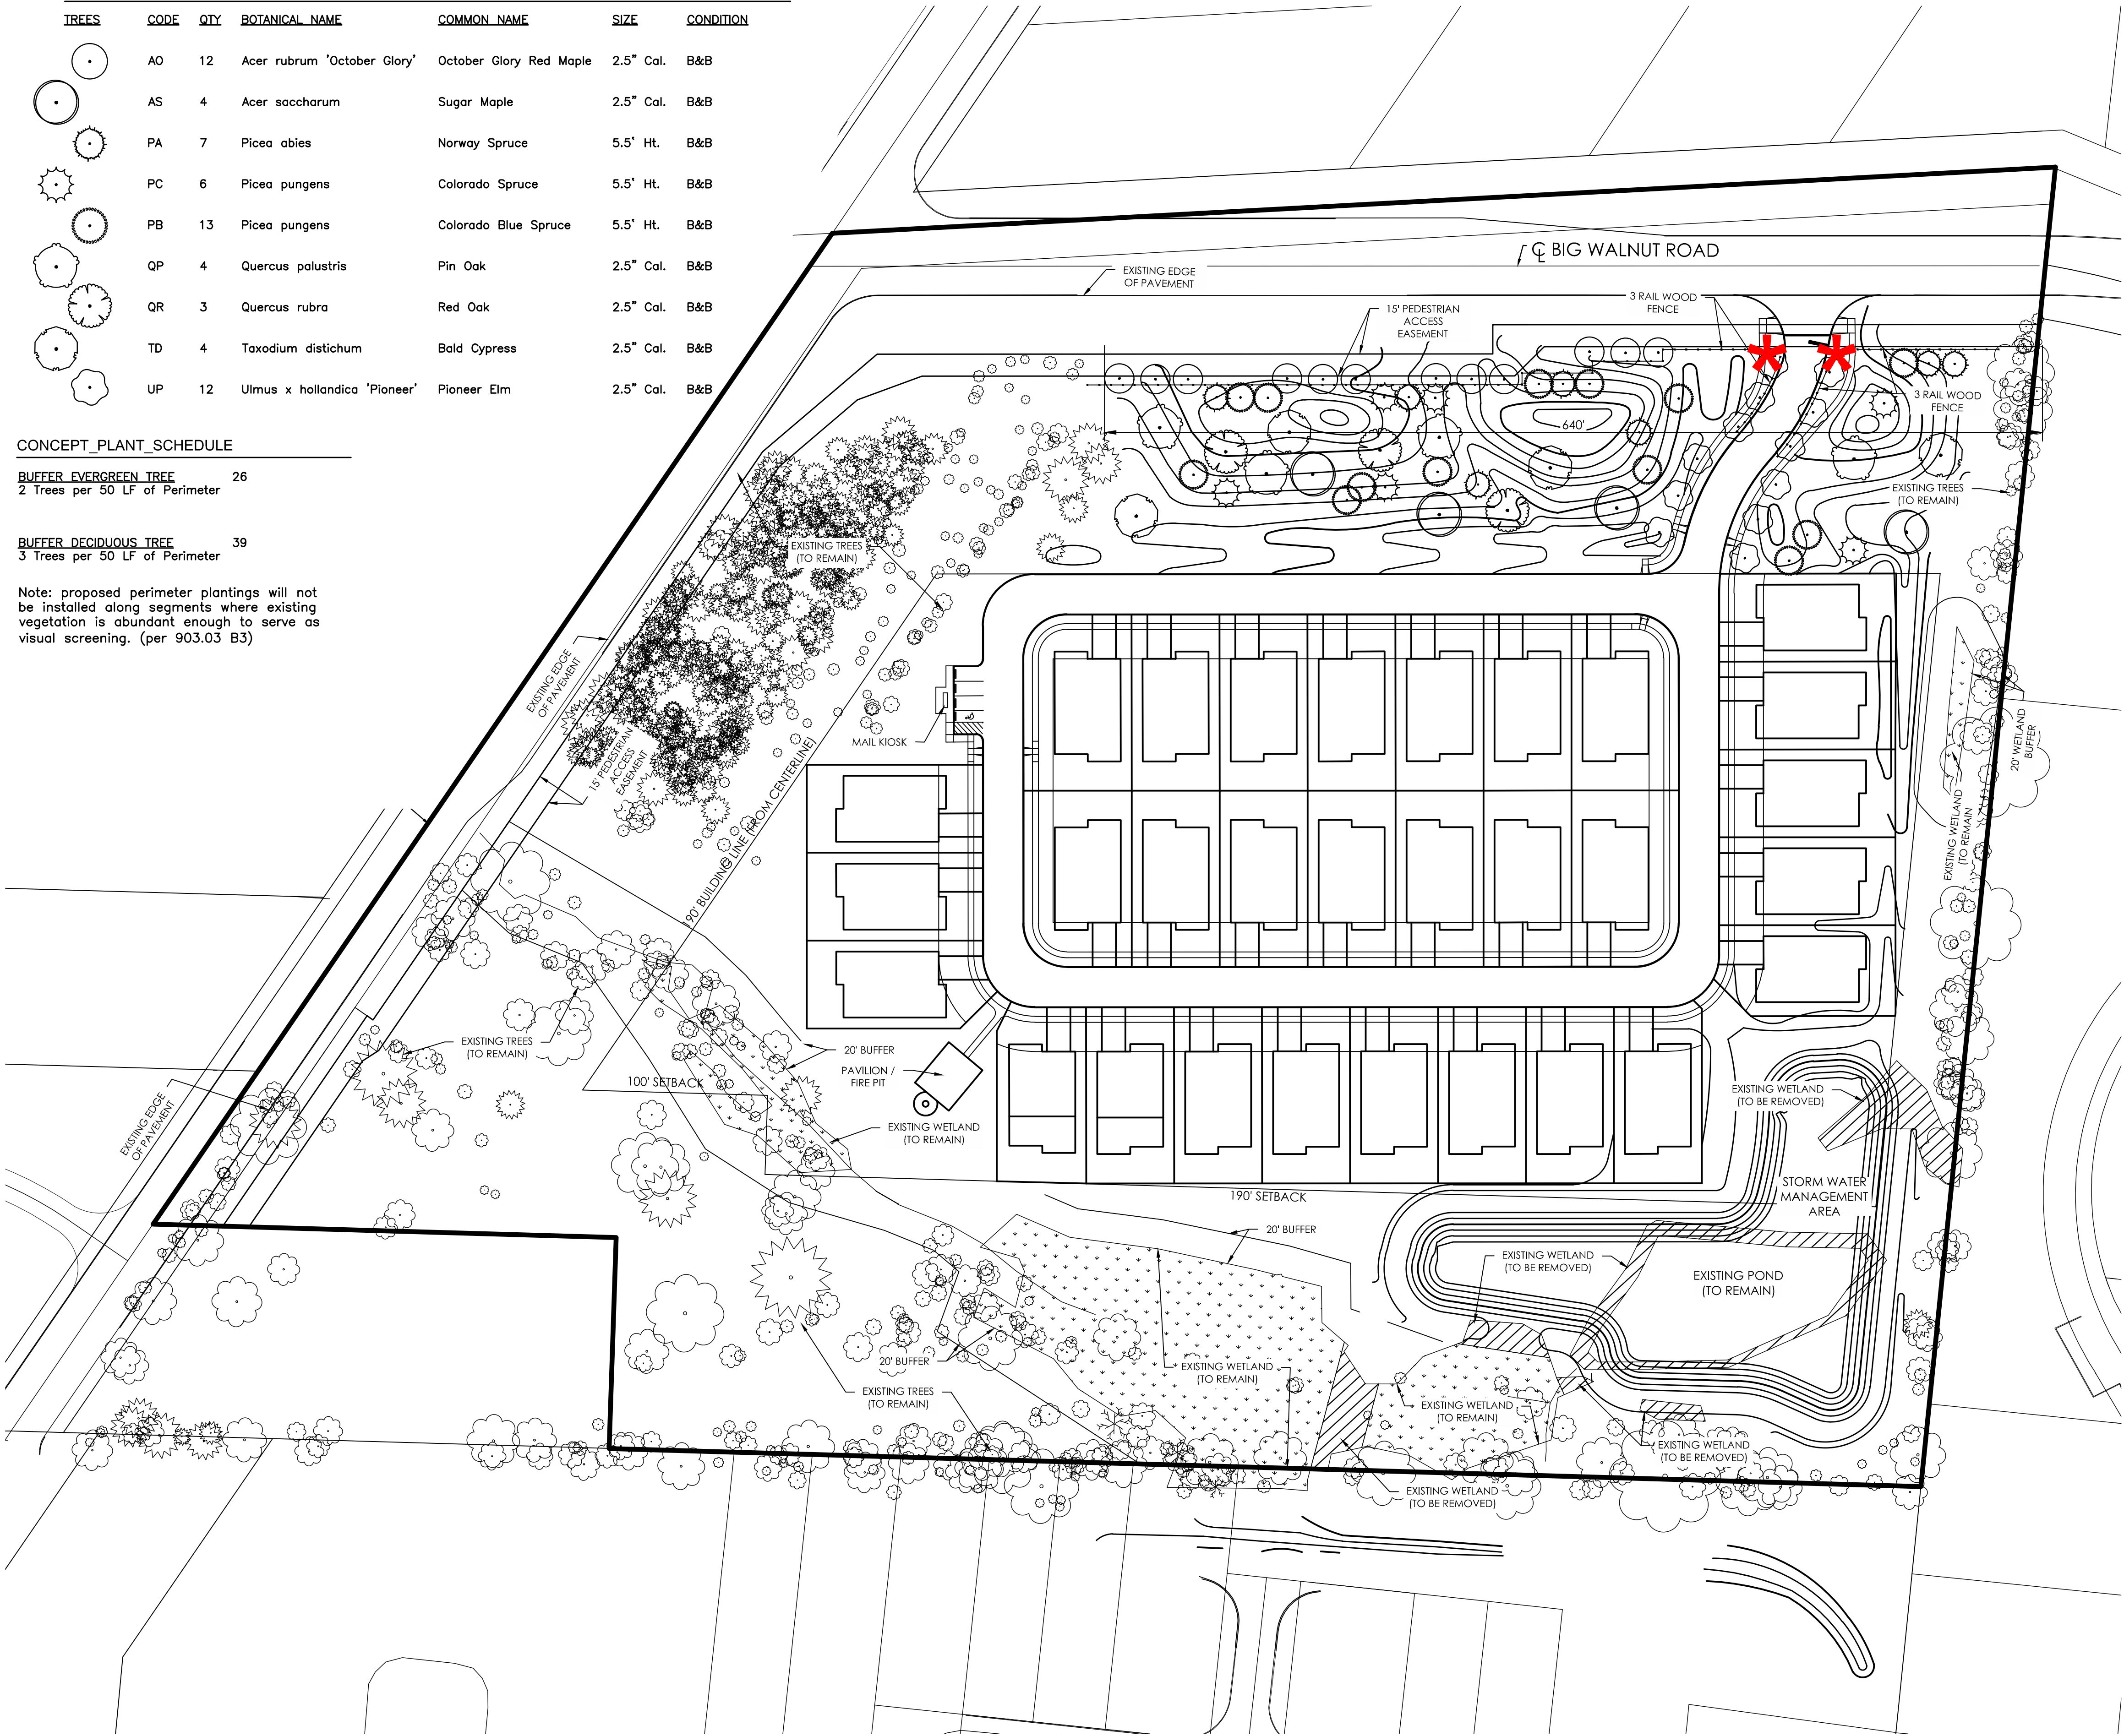 TREES CODE QTY BOTANICAL NAME COMMON NAME SIZE CONDITION
AO 12 Acer rubrum 'October Glory' October Glory Red Maple 2.5" Cal. B&B
AS 4 Acer saccharum Sugar Maple 2.5" Cal. B&B
PA 7 Picea abies Norway Spruce 5.5' Ht. B&B
PC 6 Picea pungens Colorado Spruce 5.5' Ht. B&B
PB 13 Picea pungens Colorado Blue Spruce 5.5' Ht. B&B
QP 4 Quercus palustris Pin Oak 2.5" Cal. B&B
QR 3 Quercus rubra Red Oak 2.5" Cal. B&B
TD 4 Taxodium distichum Bald Cypress 2.5" Cal. B&B
UP 12 Ulmus x hollandica 'Pioneer' Pioneer Elm 2.5" Cal. B&B
CONCEPT_PLANT_SCHEDULE
BUFFER EVERGREEN TREE 26
2 Trees per 50 LF of Perimeter
BUFFER DECIDUOUS TREE 39
3 Trees per 50 LF of Perimeter
Note: proposed perimeter plantings will not
be installed along segments where existing
vegetation is abundant enough to serve as
visual screening. (per 903.03 B3)
℄ BIG WALNUT ROAD
EXISTING EDGE
OF PAVEMENT
15' PEDESTRIAN
ACCESS
EASEMENT
3 RAIL WOOD
FENCE
3 RAIL WOOD
FENCE
640'
EXISTING TREES
(TO REMAIN)
EXISTING TREES
(TO REMAIN)
EXISTING EDGE
OF PAVEMENT
15' PEDESTRIAN
ACCESS
EASEMENT
MAIL KIOSK
190' BUILDING LINE (FROM CENTERLINE)
20' WETLAND
BUFFER
EXISTING WETLAND
(TO REMAIN)
EXISTING TREES
(TO REMAIN)
20' BUFFER
PAVILION /
FIRE PIT
100' SETBACK
EXISTING WETLAND
(TO REMAIN)
EXISTING EDGE
OF PAVEMENT
EXISTING WETLAND
(TO BE REMOVED)
STORM WATER
MANAGEMENT
AREA
190' SETBACK
20' BUFFER
EXISTING WETLAND
(TO BE REMOVED)
EXISTING POND
(TO REMAIN)
20' BUFFER
EXISTING WETLAND
(TO REMAIN)
EXISTING TREES
(TO REMAIN)
EXISTING WETLAND
(TO REMAIN)
EXISTING WETLAND
(TO BE REMOVED)
EXISTING WETLAND
(TO BE REMOVED)